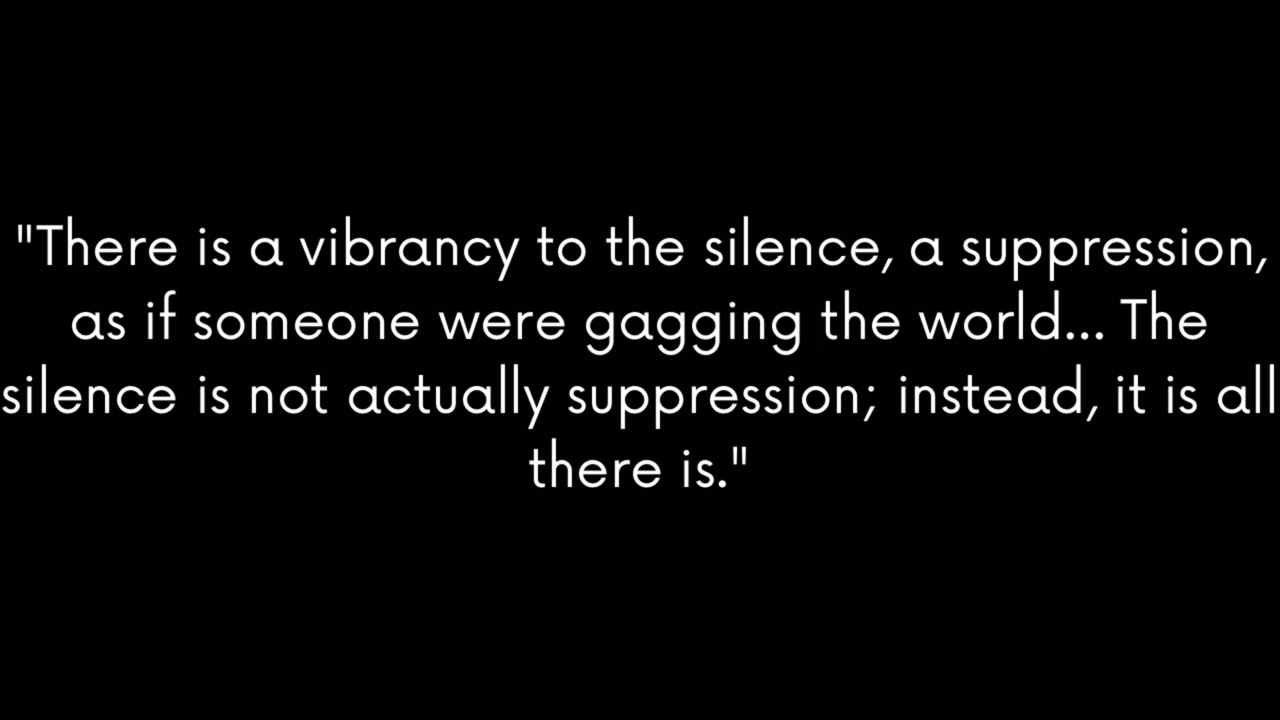 "There is a vibrancy to the silence, a suppression,
as if someone were gagging the world... The
silence is not actually suppression; instead, it is all
there is."